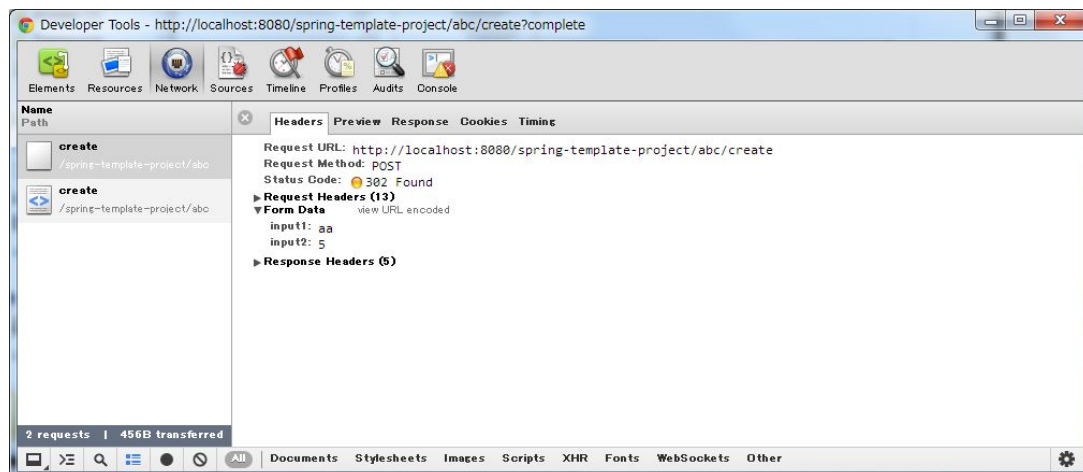 Developer Tools - http://localhost:8080/spring-template-project/abc/create?complete
Elements Resources Network Sources Timeline Profiles Audits Console
Name
Path
create
/spring-template-project/abc
create
/spring-template-project/abc
2 requests | 456B transferred
Headers Preview Response Cookies Timing
Request URL: http://localhost:8080/spring-template-project/abc/create
Request Method: POST
Status Code: 302 Found
Request Headers (13)
Form Data view URL encoded
input1: aa
input2: 5
Response Headers (5)
All Documents Stylesheets Images Scripts XHR Fonts WebSockets Other